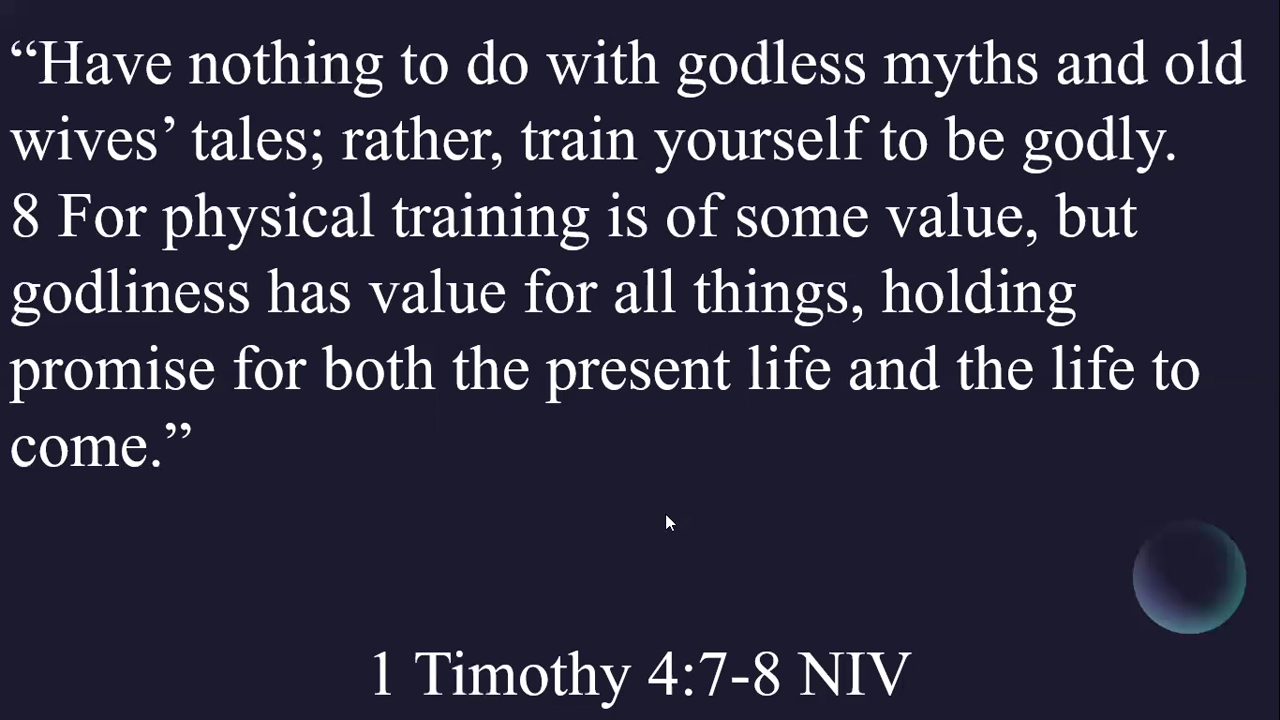 “Have nothing to do with godless myths and old
wives’ tales; rather, train yourself to be godly.
8 For physical training is of some value, but
godliness has value for all things, holding
promise for both the present life and the life to
come.”
1 Timothy 4:7-8 NIV